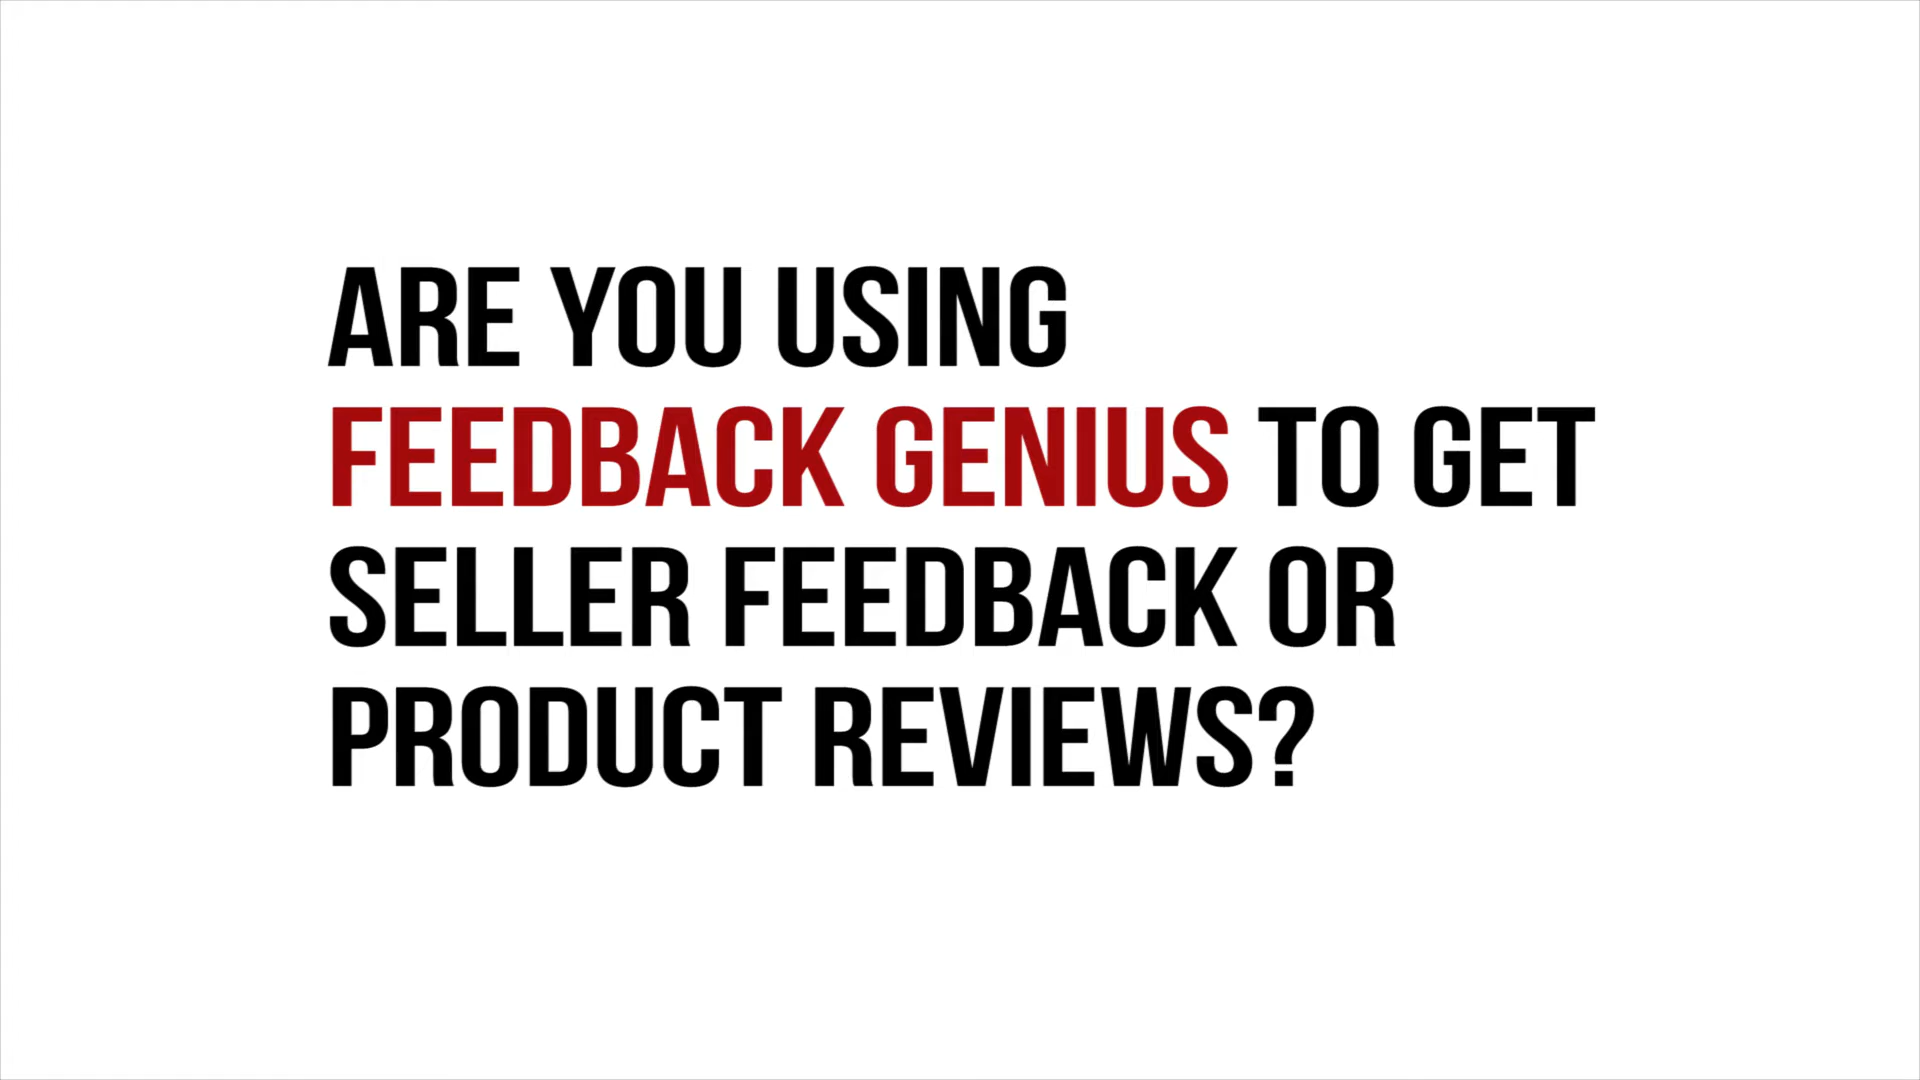 ARE YOU USING
FEEDBACK GENIUS TO GET
SELLER FEEDBACK OR
PRODUCT REVIEWS?